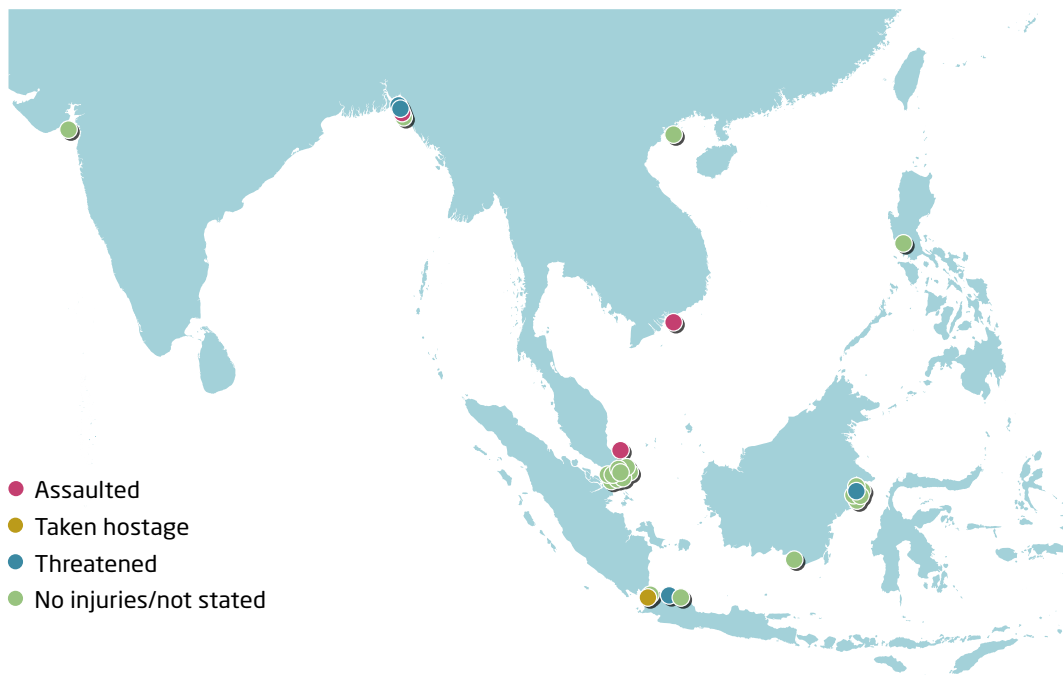 Assaulted
Taken hostage
Threatened
No injuries/not stated